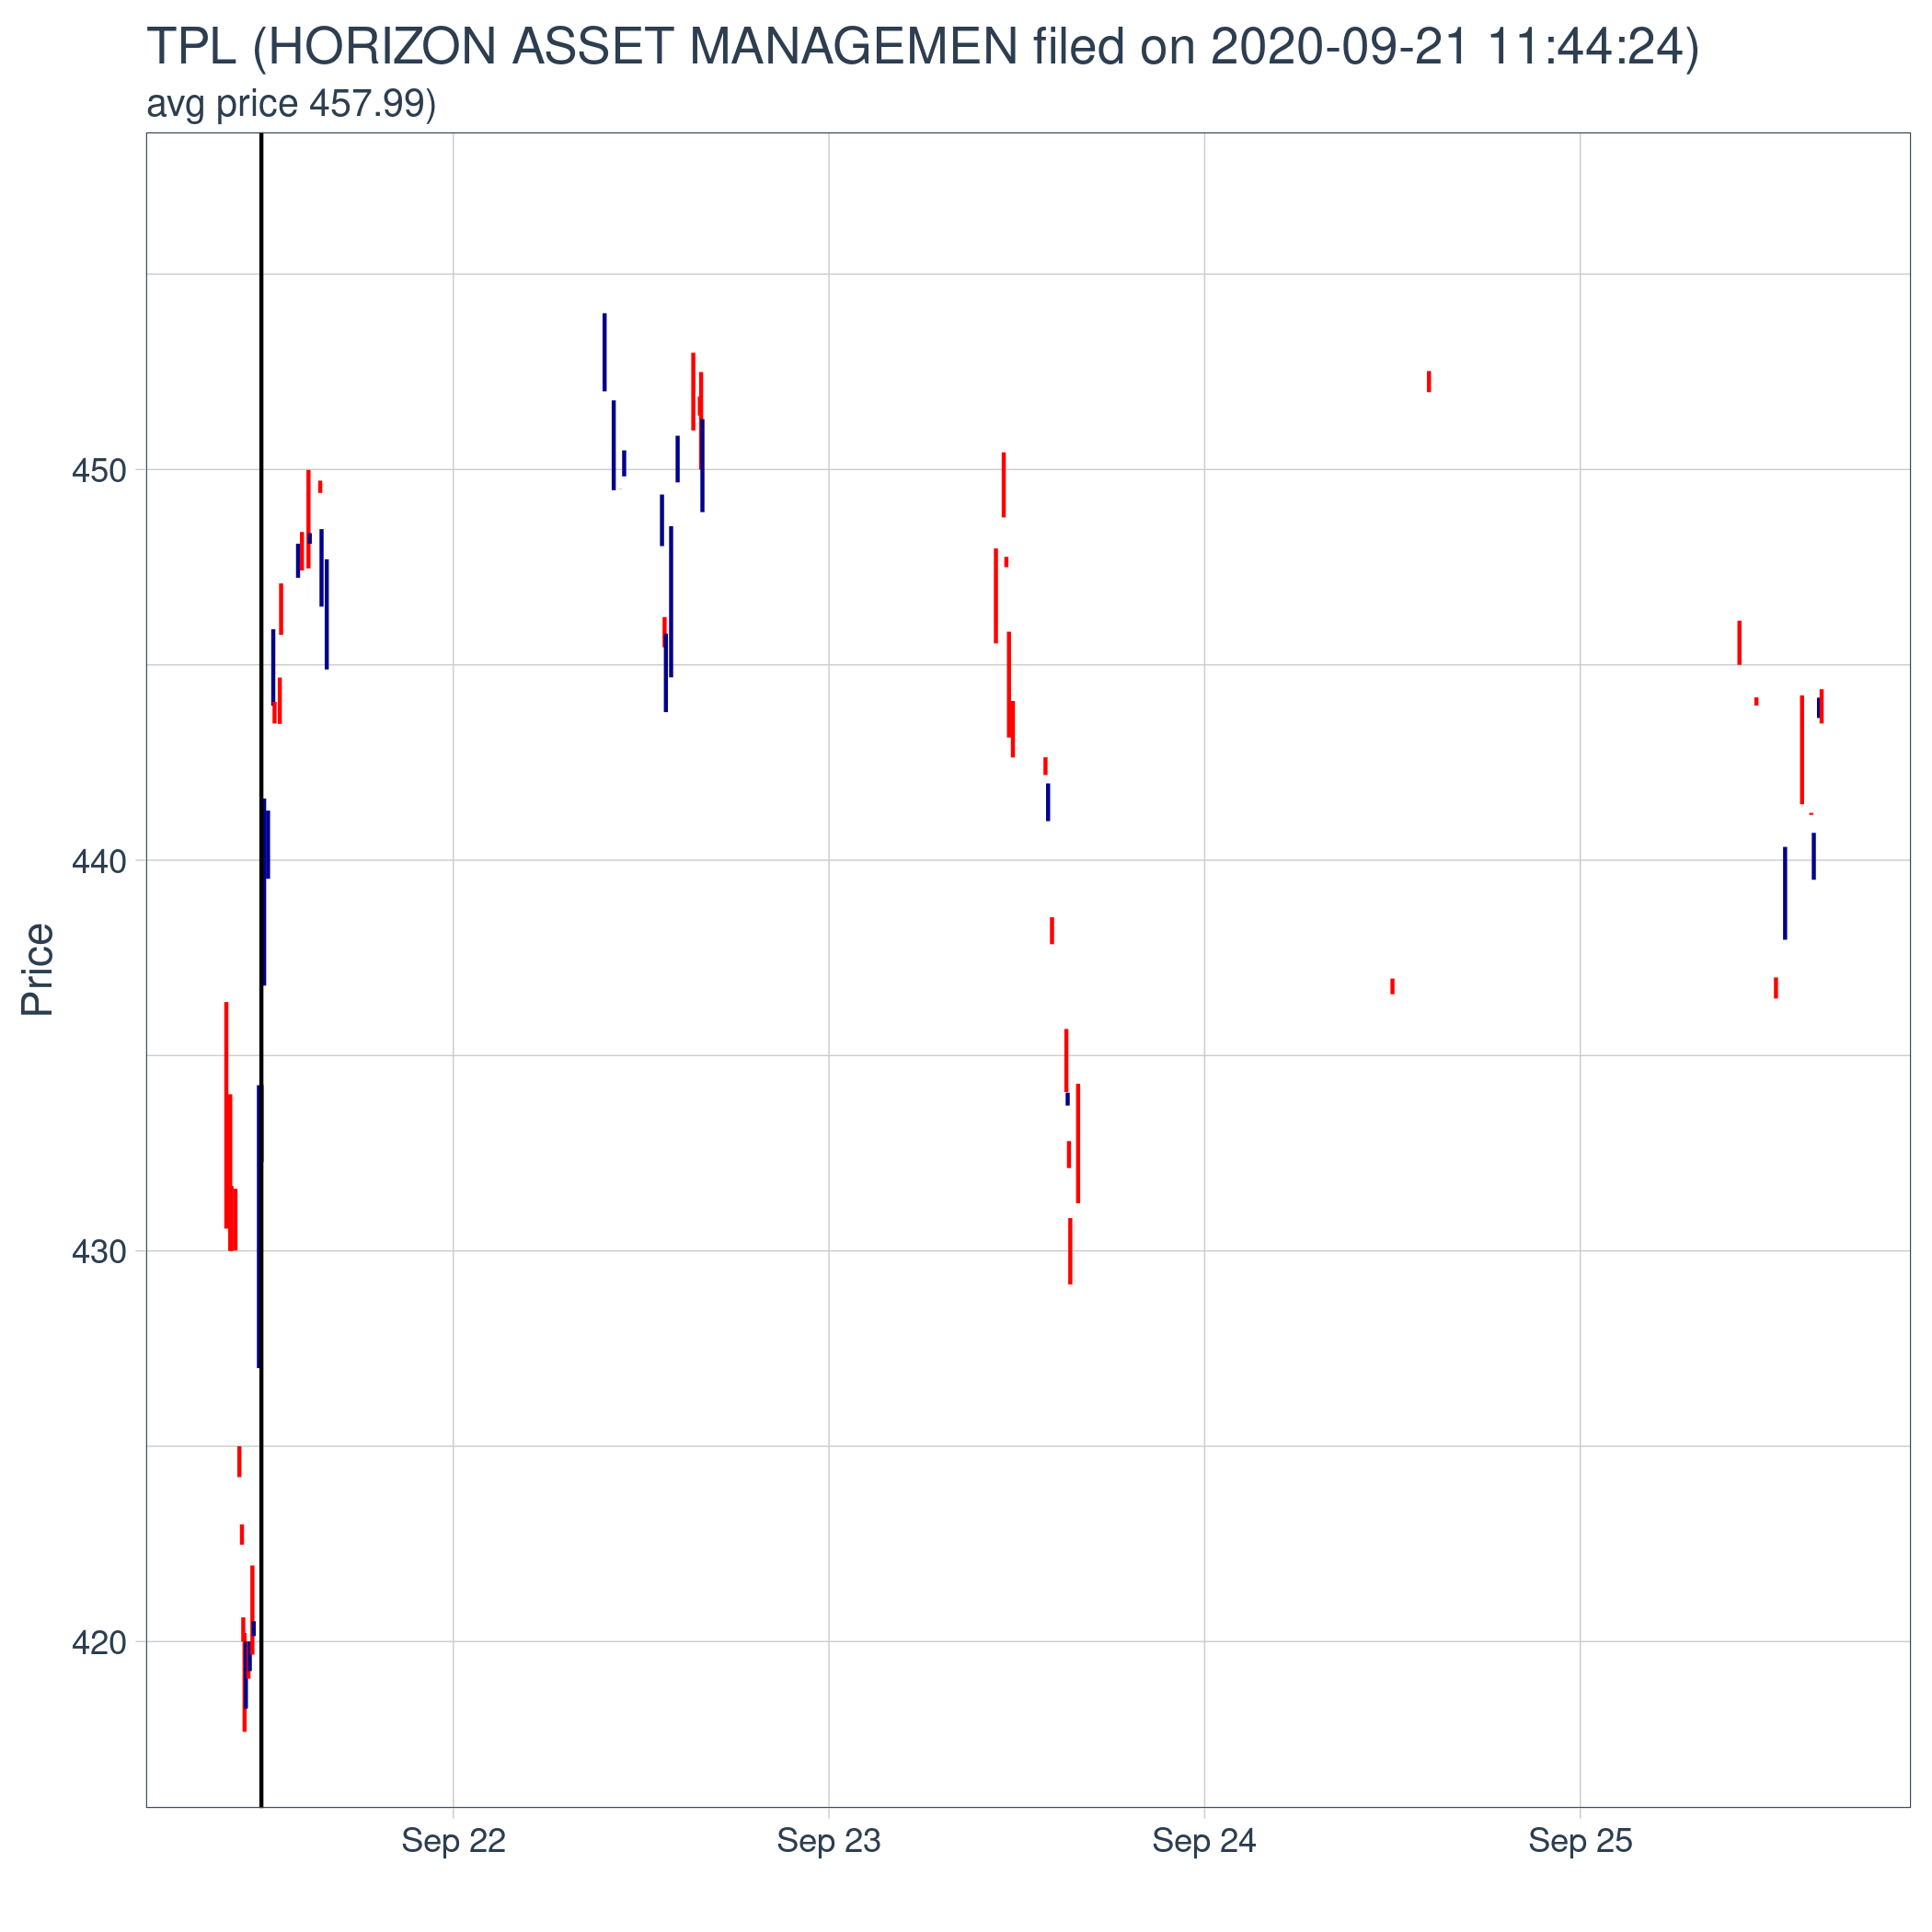 TPL (HORIZON ASSET MANAGEMEN filed on 2020-09-21 11:44:24)
avg price 457.99)
450
440
Price
430
420
Sep 22 Sep 23 Sep 24 Sep 25